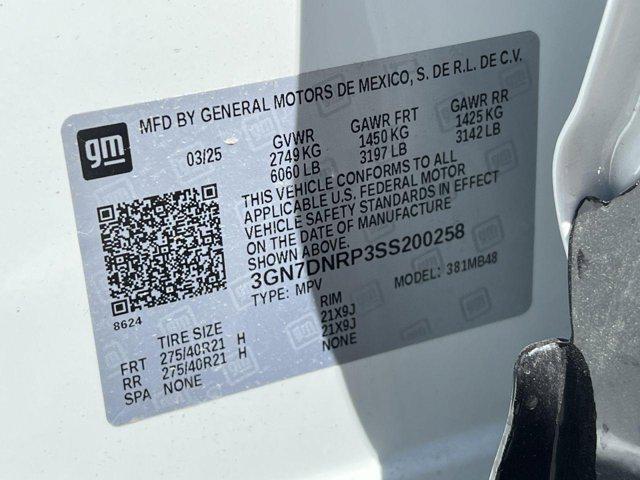 MFD BY GENERAL MOTORS DE MEXICO, S. DE R.L. DE C.V.
gm
03/25
GVWR
2749 KG
6060 LB
GAWR FRT
1450 KG
3197 LB
GAWR RR
1425 KG
3142 LB
THIS VEHICLE CONFORMS TO ALL
APPLICABLE U.S. FEDERAL MOTOR
VEHICLE SAFETY STANDARDS IN EFFECT
ON THE DATE OF MANUFACTURE
SHOWN ABOVE.
3GN7DNRP3SS200258
TYPE: MPV
MODEL: 381MB48
8624
TIRE SIZE
RIM
FRT 275/40R21 H 21X9J
RR 275/40R21 H 21X9J
SPA NONE NONE